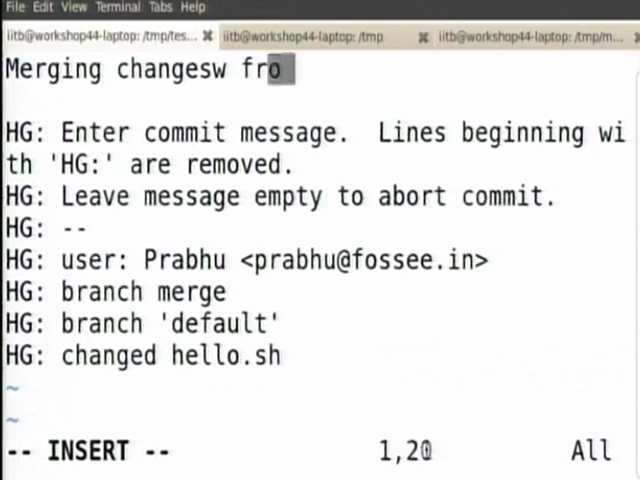 File Edit View Terminal Tabs Help
iitb@workshop44-laptop: /tmp/tes... ✖ iitb@workshop44-laptop: /tmp ✖ iitb@workshop44-laptop: /tmp/m...
Merging changesw fro
HG: Enter commit message.  Lines beginning wi
th 'HG:' are removed.
HG: Leave message empty to abort commit.
HG: --
HG: user: Prabhu <prabhu@fossee.in>
HG: branch merge
HG: branch 'default'
HG: changed hello.sh
~
~
-- INSERT -- 1,20 All